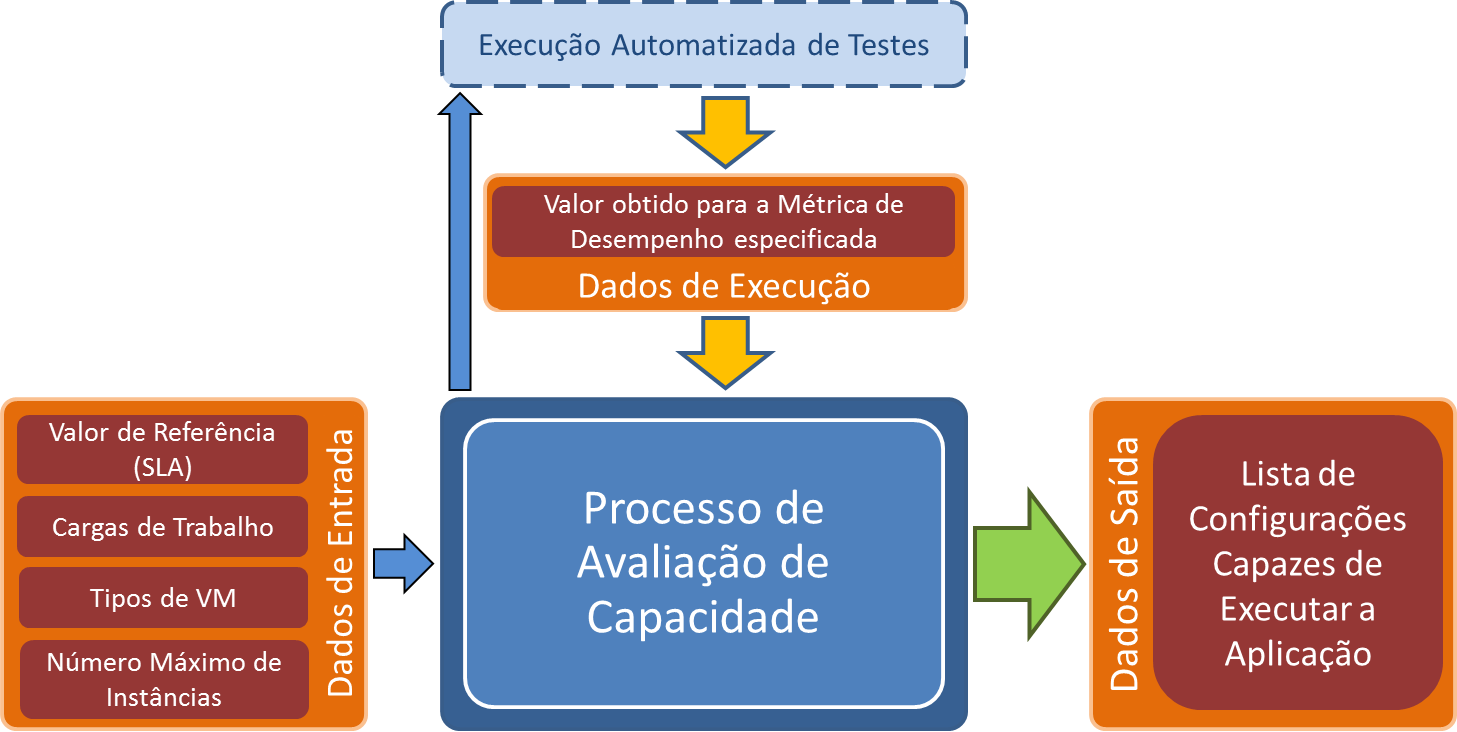 Execução Automatizada de Testes
Valor obtido para a Métrica de
Desempenho especificada
Dados de Execução
Valor de Referência
(SLA)
Cargas de Trabalho
Tipos de VM
Número Máximo de
Instâncias
Dados de Entrada
Processo de
Avaliação de
Capacidade
Dados de Saída
Lista de
Configurações
Capazes de
Executar a
Aplicação